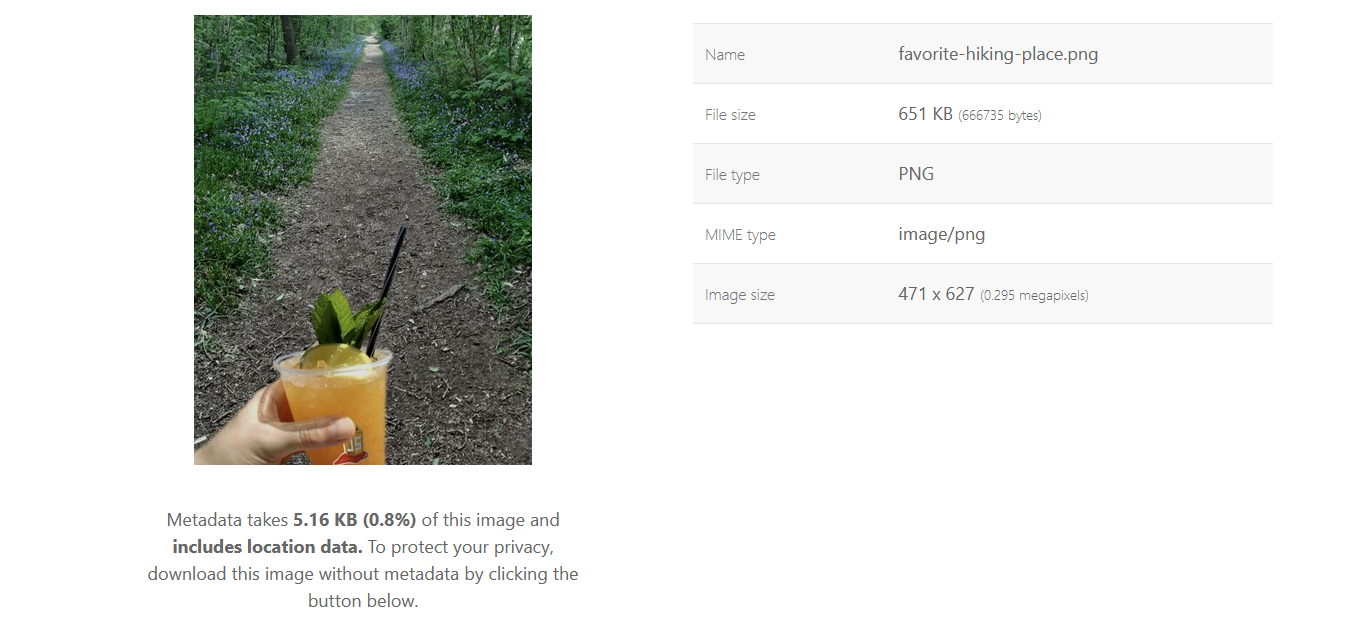 Name favorite-hiking-place.png
File size 651 KB (666735 bytes)
File type PNG
MIME type image/png
Image size 471 x 627 (0.295 megapixels)
Metadata takes 5.16 KB (0.8%) of this image and
includes location data. To protect your privacy,
download this image without metadata by clicking the
button below.